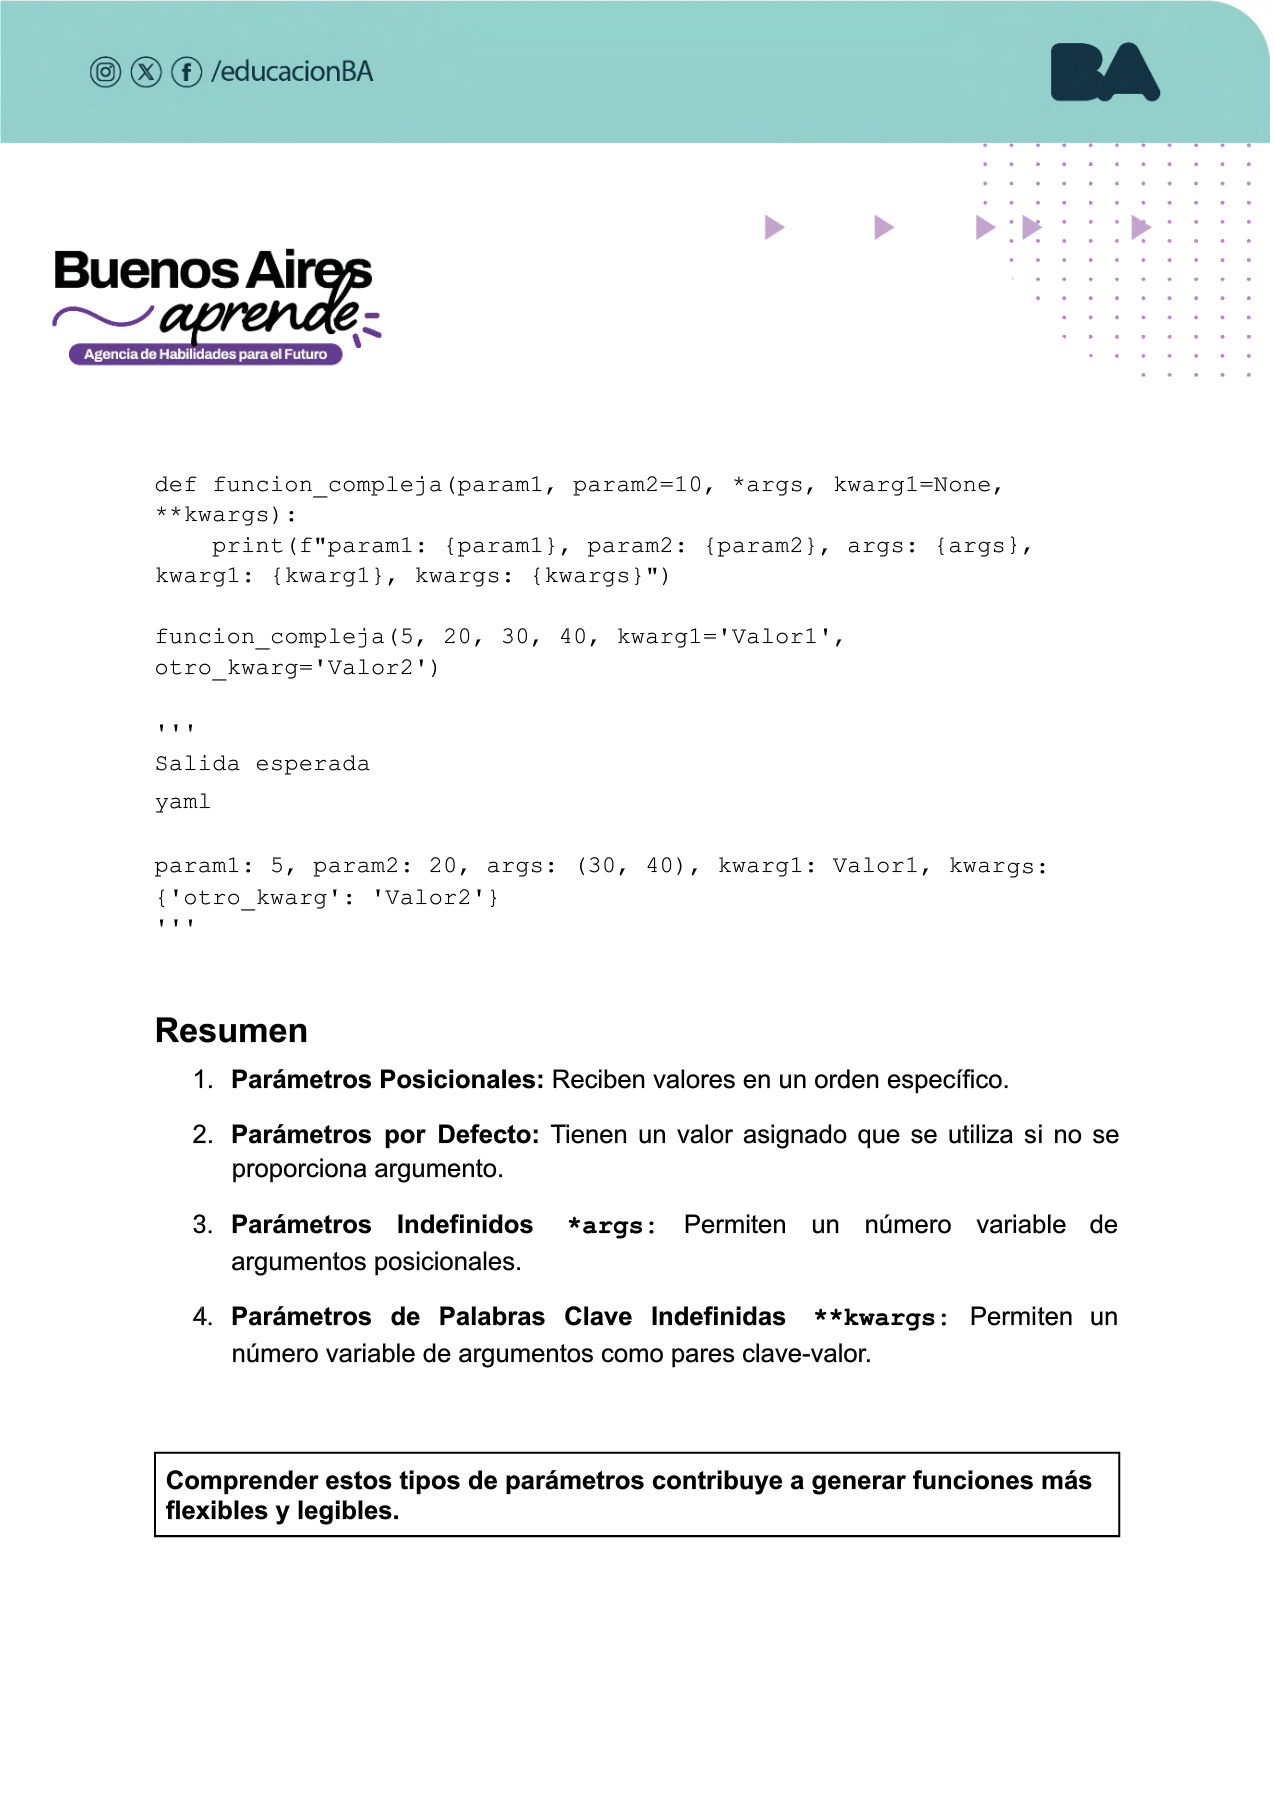 /educacionBA
BA
Buenos Aires
aprende
Agencia de Habilidades para el Futuro
def funcion_compleja(param1, param2=10, *args, kwarg1=None,
**kwargs):
    print(f"param1: {param1}, param2: {param2}, args: {args},
kwarg1: {kwarg1}, kwargs: {kwargs}")
funcion_compleja(5, 20, 30, 40, kwarg1='Valor1',
otro_kwarg='Valor2')
'''
Salida esperada
yaml
param1: 5, param2: 20, args: (30, 40), kwarg1: Valor1, kwargs:
{'otro_kwarg': 'Valor2'}
'''
Resumen
1. Parámetros Posicionales: Reciben valores en un orden específico.
2. Parámetros por Defecto: Tienen un valor asignado que se utiliza si no se
proporciona argumento.
3. Parámetros Indefinidos *args: Permiten un número variable de
argumentos posicionales.
4. Parámetros de Palabras Clave Indefinidas **kwargs: Permiten un
número variable de argumentos como pares clave-valor.
Comprender estos tipos de parámetros contribuye a generar funciones más
flexibles y legibles.